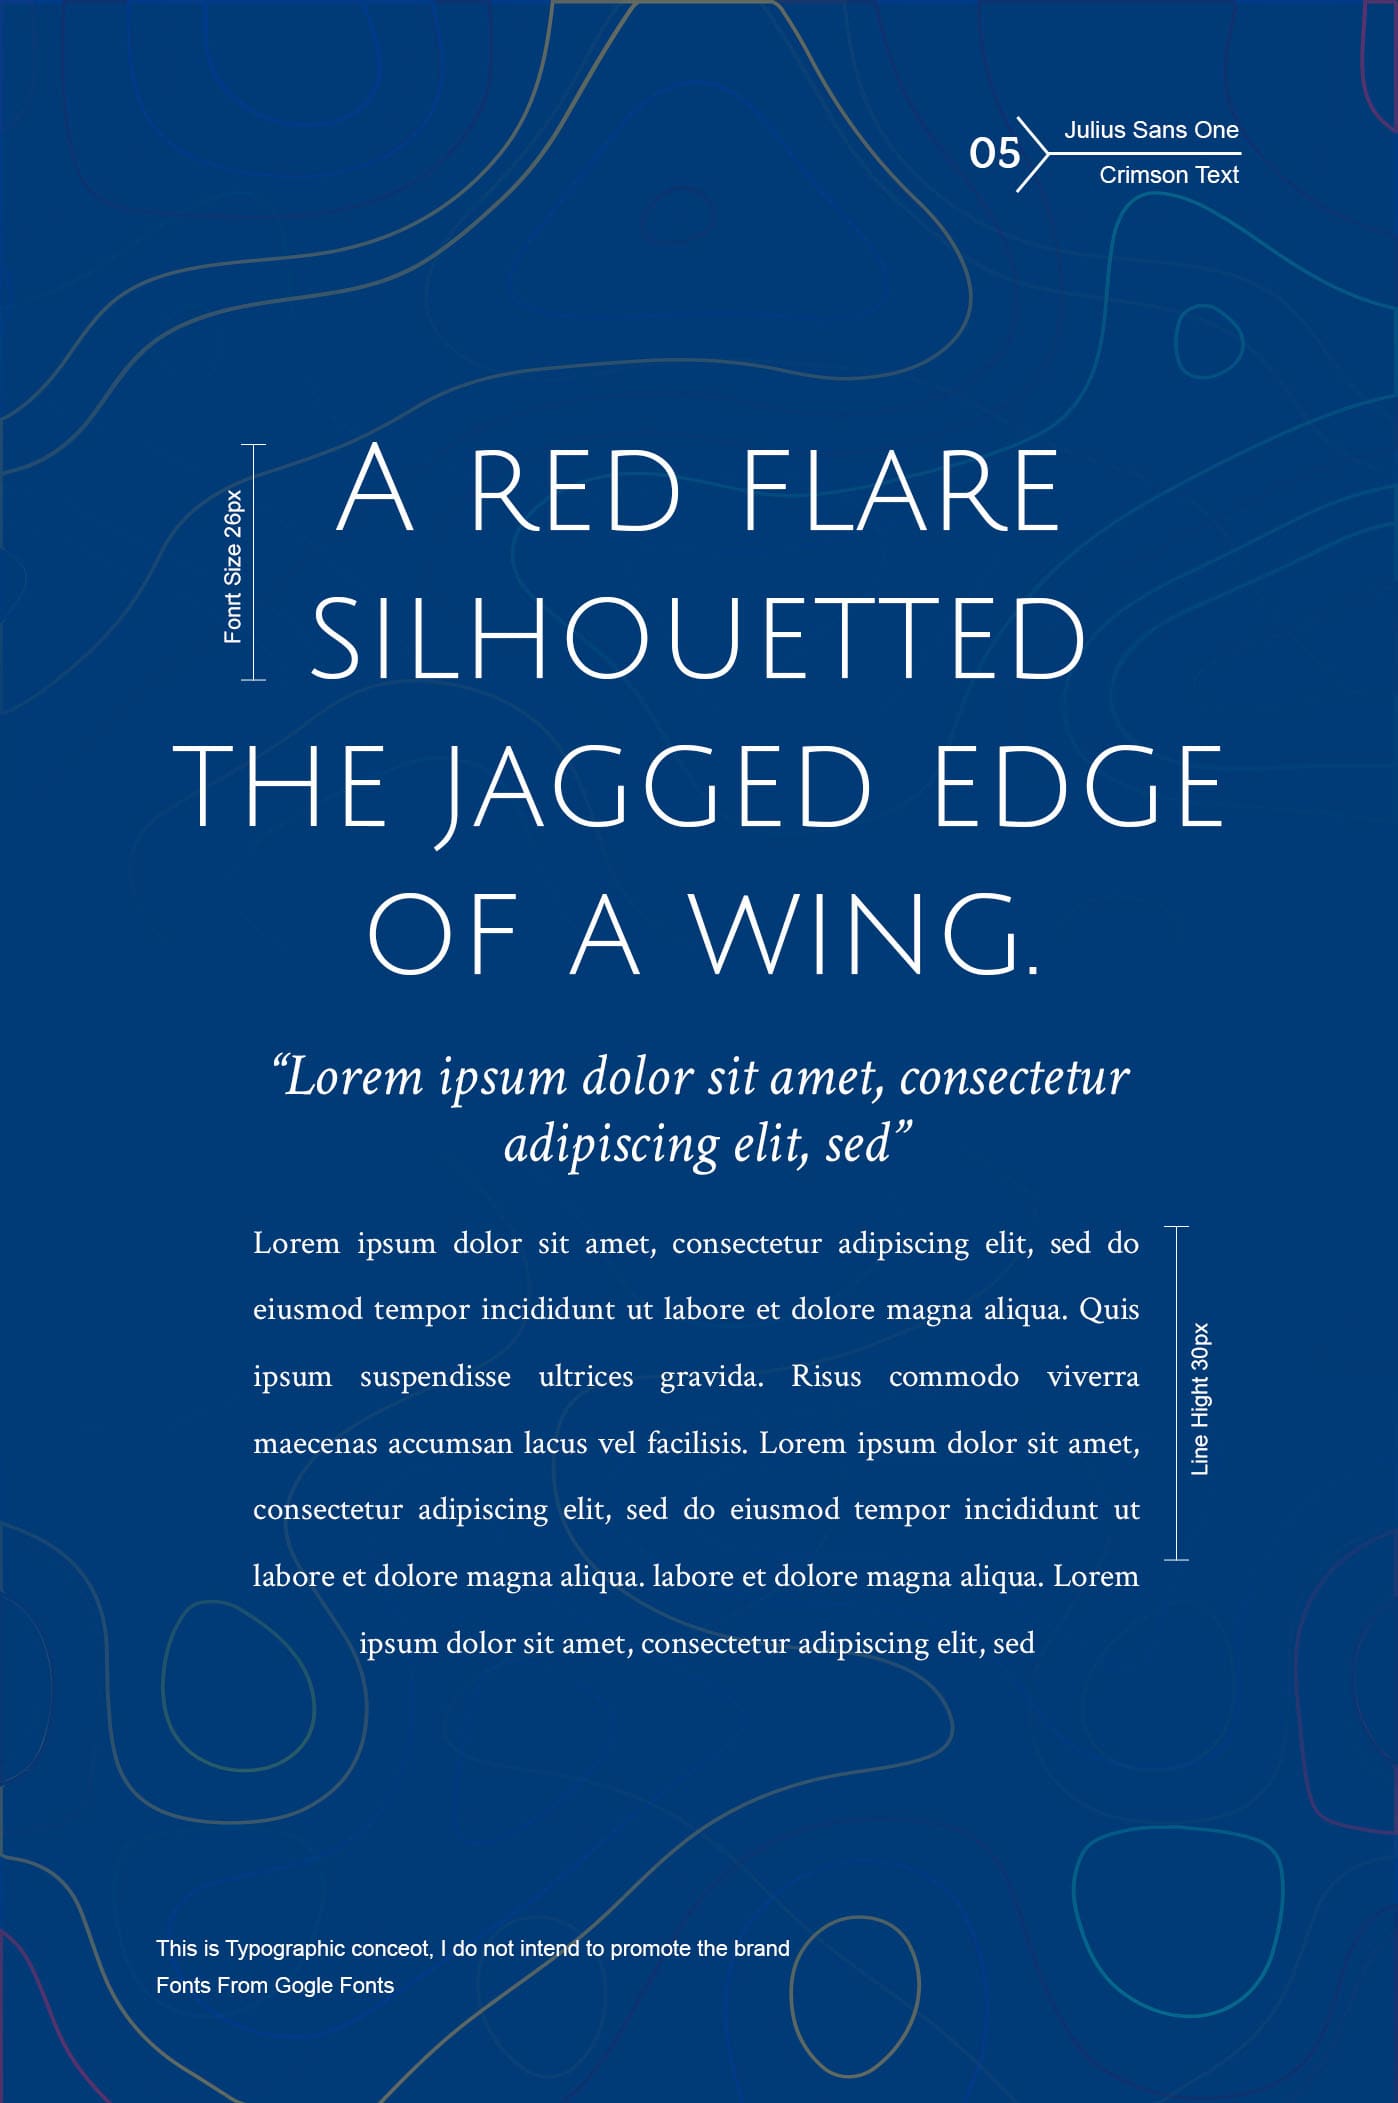 05
Julius Sans One
Crimson Text
Fonrt Size 26px
A RED FLARE
SILHOUETTED
THE JAGGED EDGE
OF A WING.
“Lorem ipsum dolor sit amet, consectetur
adipiscing elit, sed”
Lorem ipsum dolor sit amet, consectetur adipiscing elit, sed do
eiusmod tempor incididunt ut labore et dolore magna aliqua. Quis
ipsum suspendisse ultrices gravida. Risus commodo viverra
maecenas accumsan lacus vel facilisis. Lorem ipsum dolor sit amet,
consectetur adipiscing elit, sed do eiusmod tempor incididunt ut
labore et dolore magna aliqua. labore et dolore magna aliqua. Lorem
ipsum dolor sit amet, consectetur adipiscing elit, sed
Line Hight 30px
This is Typographic conceot, I do not intend to promote the brand
Fonts From Gogle Fonts